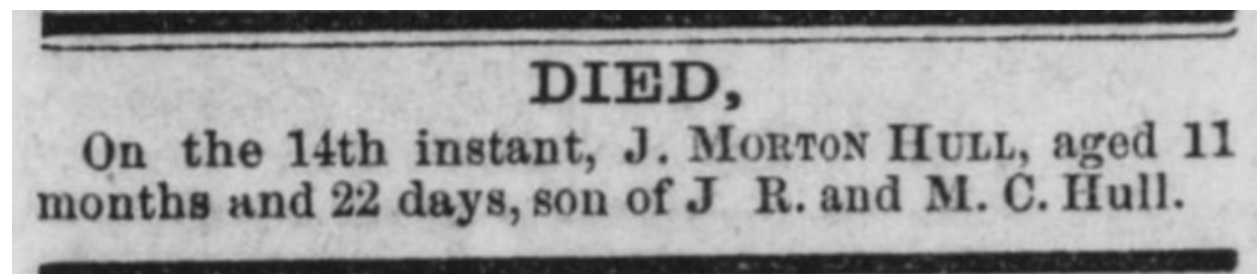 DIED,
On the 14th instant, J. MORTON HULL, aged 11
months and 22 days, son of J R. and M. C. Hull.